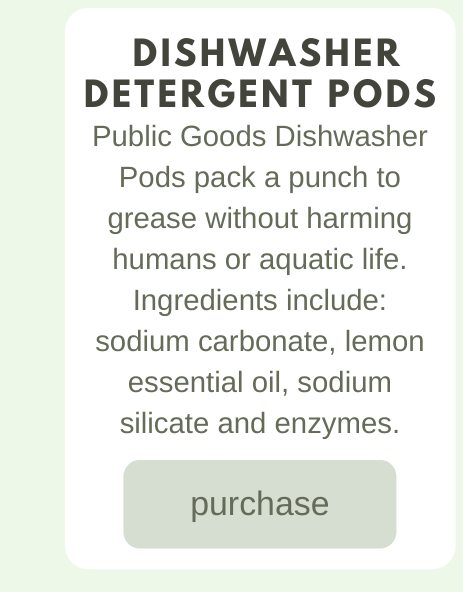 DISHWASHER
DETERGENT PODS
Public Goods Dishwasher
Pods pack a punch to
grease without harming
humans or aquatic life.
Ingredients include:
sodium carbonate, lemon
essential oil, sodium
silicate and enzymes.
purchase